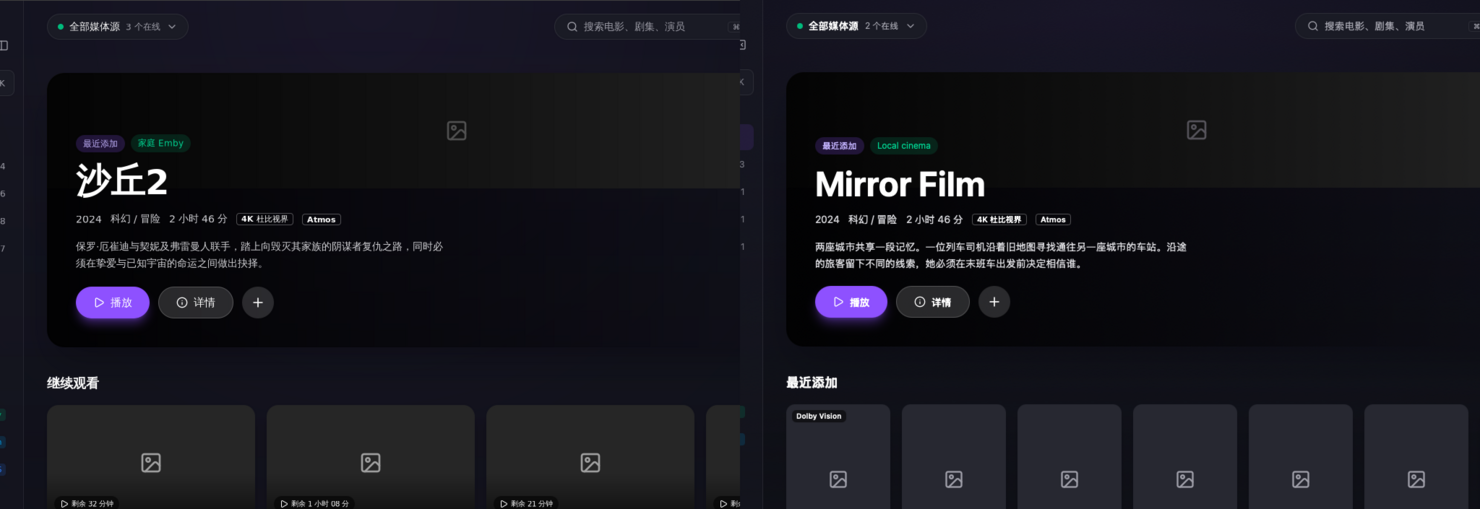 全部媒体源 3 个在线
搜索电影、剧集、演员
K
最近添加 家庭 Emby
沙丘2
2024 科幻 / 冒险 2 小时 46 分 4K 杜比视界 Atmos
保罗·厄崔迪与契妮及弗雷曼人联手，踏上向毁灭其家族的阴谋者复仇之路，同时必
须在挚爱与已知宇宙的命运之间做出抉择。
播放 详情
4
6
8
7
继续观看
剩余 32 分钟 剩余 1 小时 08 分 剩余 21 分钟 剩
全部媒体源 2 个在线
搜索电影、剧集、演员
K
最近添加 Local cinema
Mirror Film
2024 科幻 / 冒险 2 小时 46 分 4K 杜比视界 Atmos
两座城市共享一段记忆。一位列车司机沿着旧地图寻找通往另一座城市的车站。沿途
的旅客留下不同的线索，她必须在末班车出发前决定相信谁。
播放 详情
3
1
1
1
最近添加
Dolby Vision